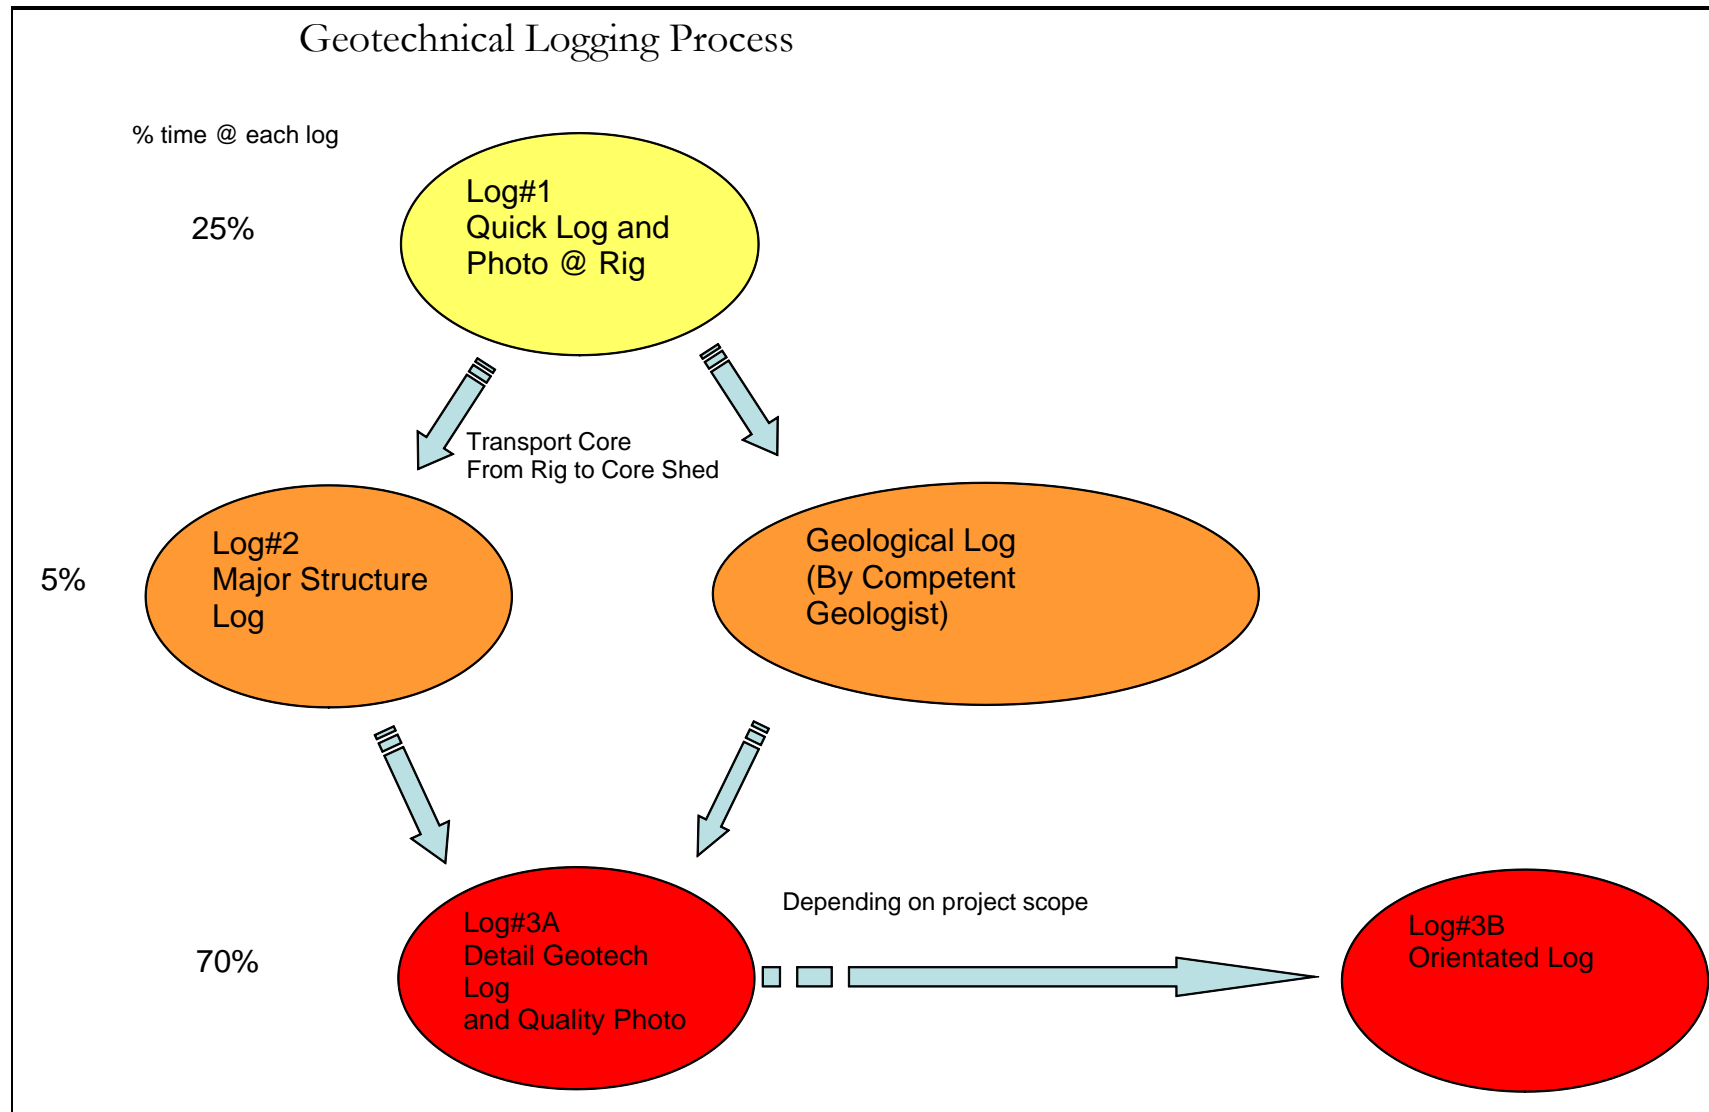 Geotechnical Logging Process
% time @ each log
25%
Log#1
Quick Log and
Photo @ Rig
Transport Core
From Rig to Core Shed
5%
Log#2
Major Structure
Log
Geological Log
(By Competent
Geologist)
70%
Log#3A
Detail Geotech
Log
and Quality Photo
Depending on project scope
Log#3B
Orientated Log